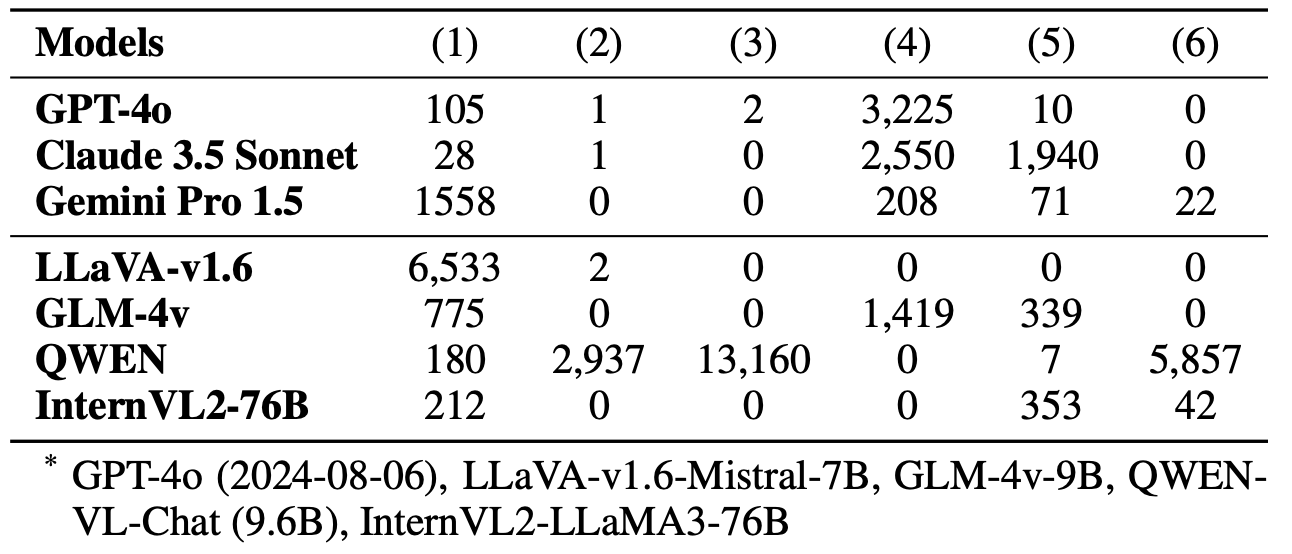 Models (1) (2) (3) (4) (5) (6)
GPT-4o 105 1 2 3,225 10 0
Claude 3.5 Sonnet 28 1 0 2,550 1,940 0
Gemini Pro 1.5 1558 0 0 208 71 22
LLaVA-v1.6 6,533 2 0 0 0 0
GLM-4v 775 0 0 1,419 339 0
QWEN 180 2,937 13,160 0 7 5,857
InternVL2-76B 212 0 0 0 353 42
* GPT-4o (2024-08-06), LLaVA-v1.6-Mistral-7B, GLM-4v-9B, QWEN-
VL-Chat (9.6B), InternVL2-LLaMA3-76B